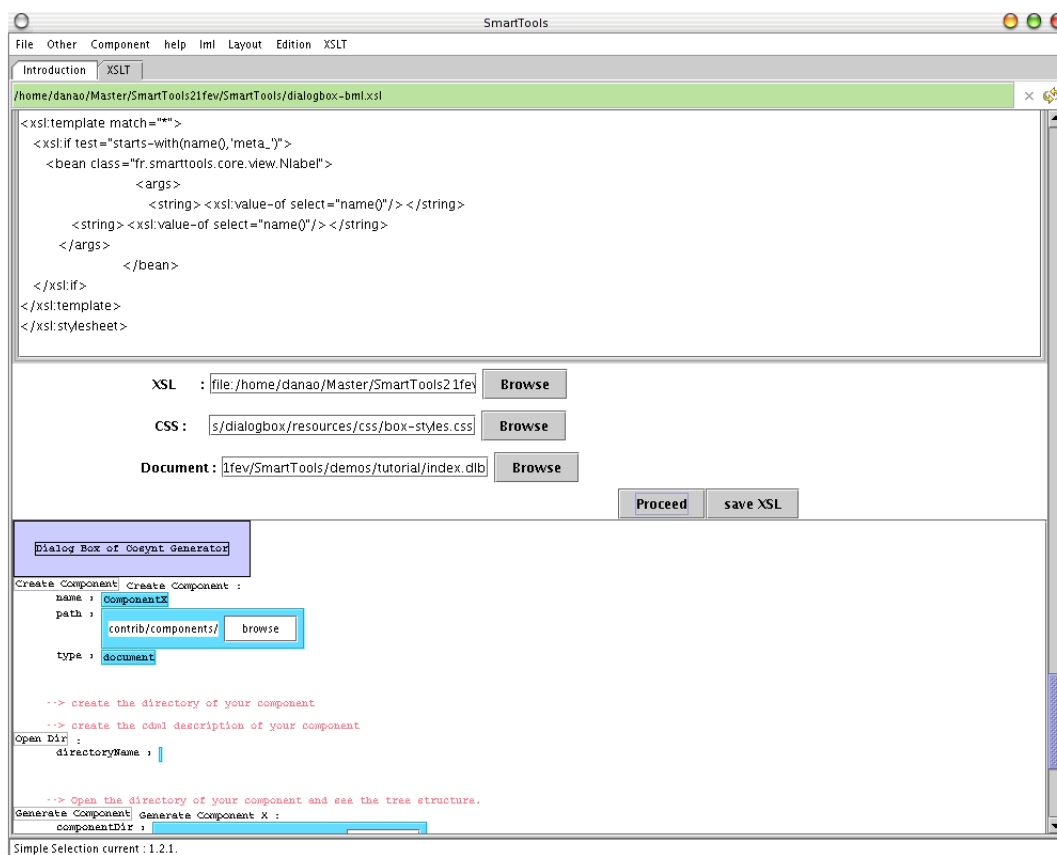 SmartTools
File Other Component help lml Layout Edition XSLT
Introduction XSLT
/home/danao/Master/SmartTools21fev/SmartTools/dialogbox-bml.xsl
<xsl:template match="*">
<xsl:if test="starts-with(name(),'meta_')">
<bean class="fr.smarttools.core.view.Nlabel">
<args>
<string> <xsl:value-of select="name()"/> </string>
<string> <xsl:value-of select="name()"/> </string>
</args>
</bean>
</xsl:if>
</xsl:template>
</xsl:stylesheet>
XSL : file:/home/danao/Master/SmartTools21fev Browse
CSS : s/dialogbox/resources/css/box-styles.css Browse
Document : 1fev/SmartTools/demos/tutorial/index.dlb Browse
Proceed save XSL
Dialog Box of Cosynt Generator
Create Component Create Component :
name : ComponentX
path :
contrib/components/ browse
type : document
--> create the directory of your component
--> create the cdml description of your component
Open Dir :
directoryName :
--> Open the directory of your component and see the tree structure.
Generate Component Generate Component X :
componentDir :
Simple Selection current : 1.2.1.